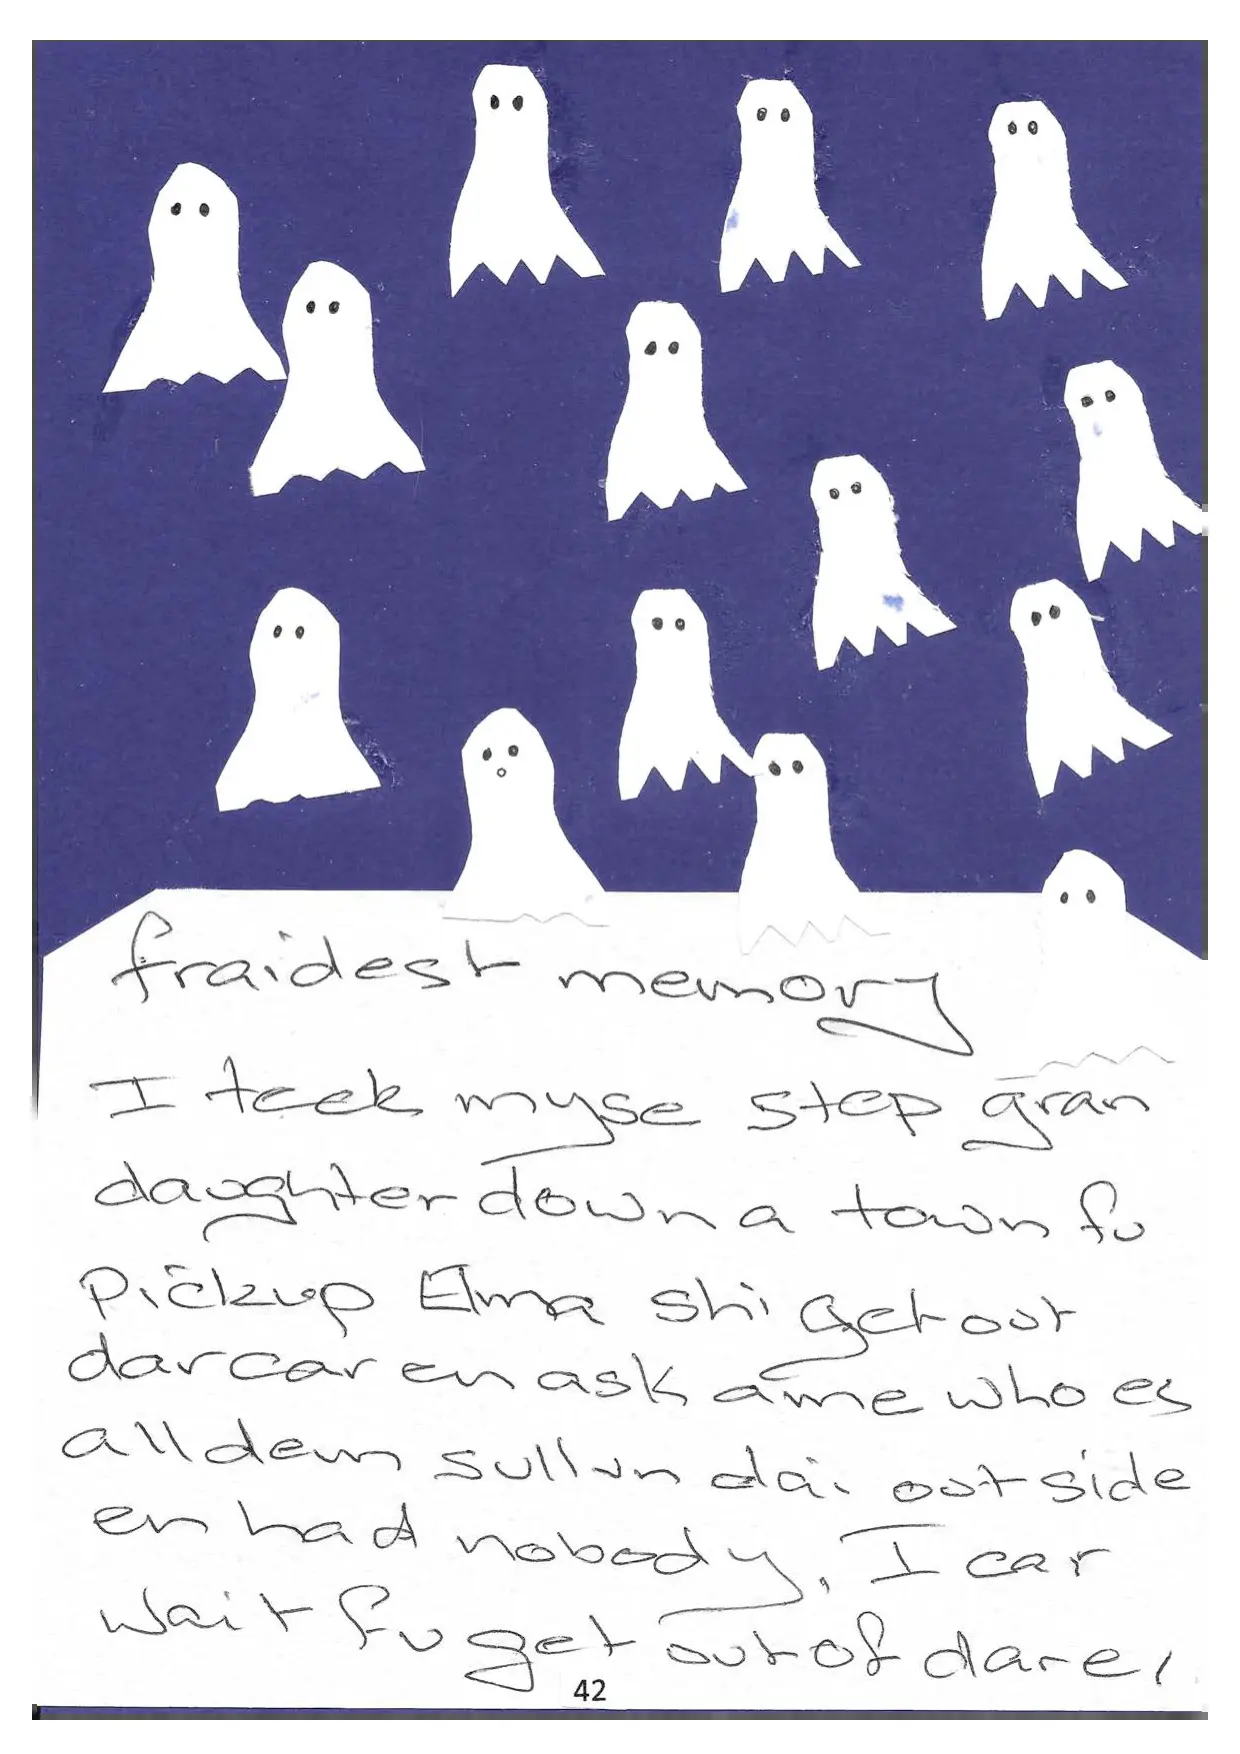 fraidest memory
I teek myse step gran
daughter down a town fu
Pickup Elma shi get out
dar car en ask ame who es
all dem sullun dai outside
en had nobody, I car
wait fu get out of dare,
42